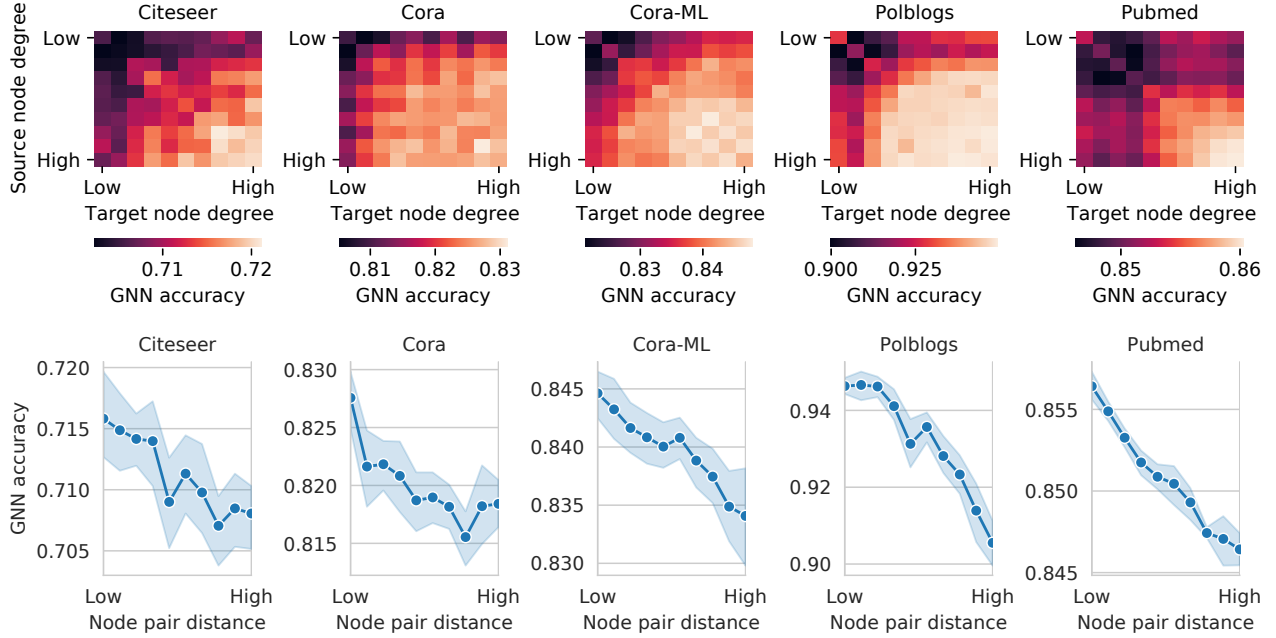 Citeseer Cora Cora-ML Polblogs Pubmed
Source node degree
Low Low Low Low Low
High High High High High
Low High Low High Low High Low High Low High
Target node degree Target node degree Target node degree Target node degree Target node degree
0.71 0.72 0.81 0.82 0.83 0.83 0.84 0.900 0.925 0.85 0.86
GNN accuracy GNN accuracy GNN accuracy GNN accuracy GNN accuracy
Citeseer Cora Cora-ML Polblogs Pubmed
GNN accuracy
0.720 0.715 0.710 0.705
0.830 0.825 0.820 0.815
0.845 0.840 0.835 0.830
0.94 0.92 0.90
0.855 0.850 0.845
Low High Low High Low High Low High Low High
Node pair distance Node pair distance Node pair distance Node pair distance Node pair distance